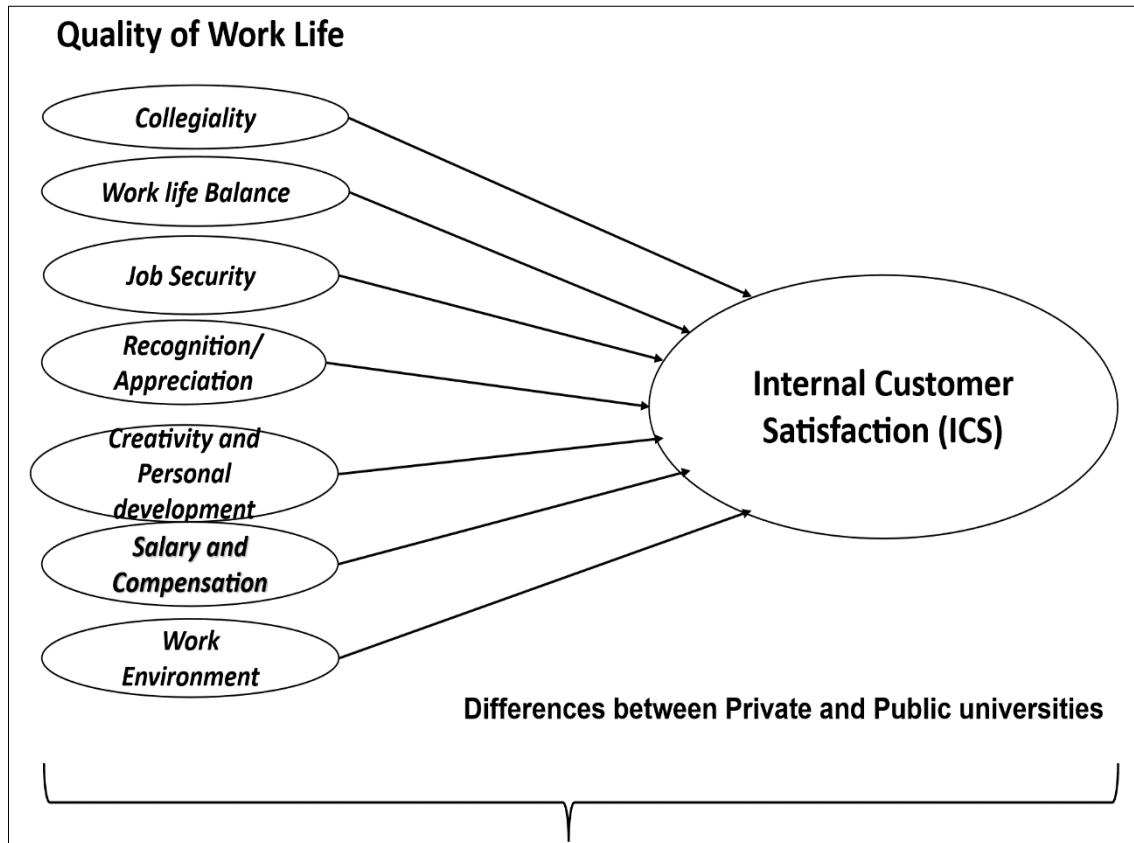 Quality of Work Life
Collegiality
Work life Balance
Job Security
Recognition/
Appreciation
Creativity and
Personal
development
Salary and
Compensation
Work
Environment
Internal Customer
Satisfaction (ICS)
Differences between Private and Public universities